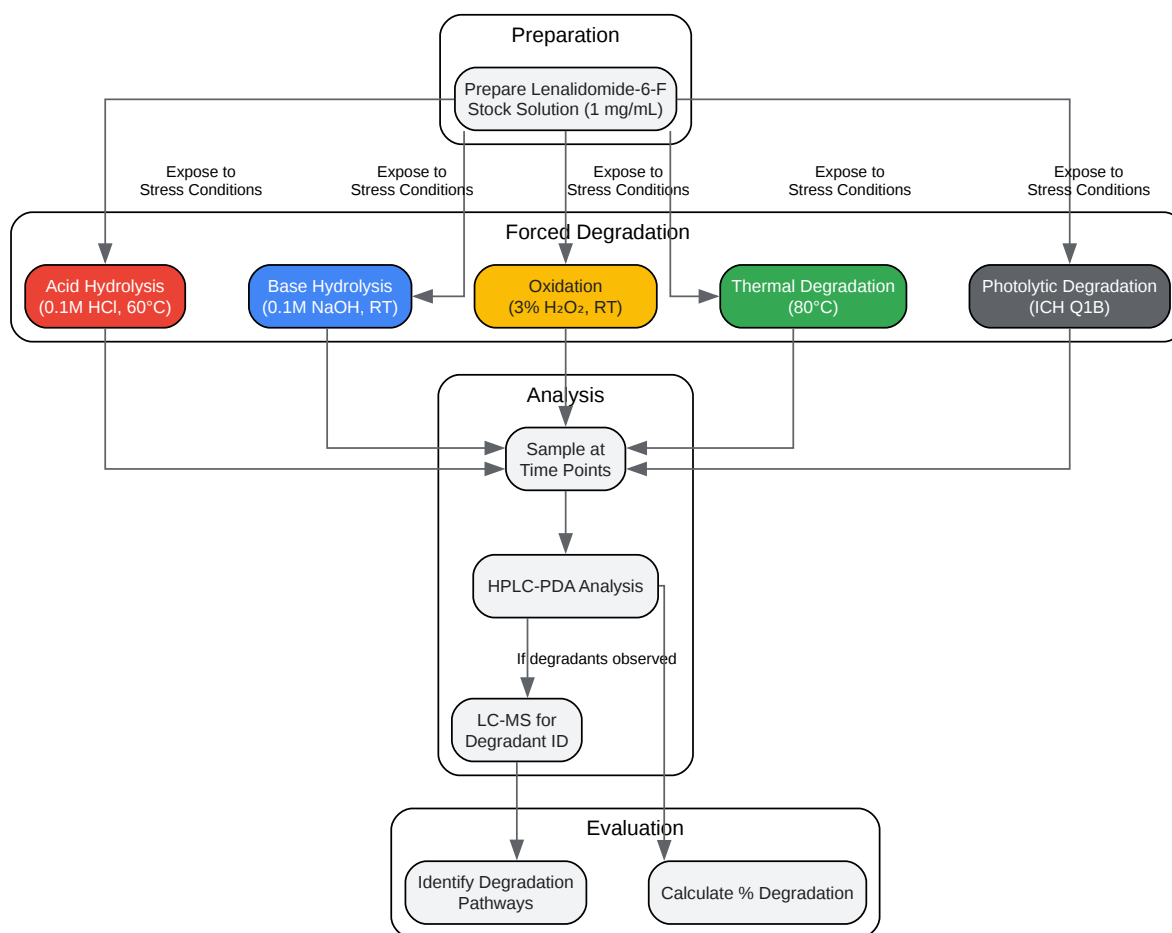 Preparation
Prepare Lenalidomide-6-F
Stock Solution (1 mg/mL)
Expose to
Stress Conditions
Expose to
Stress Conditions
Expose to
Stress Conditions
Expose to
Stress Conditions
Expose to
Stress Conditions
Forced Degradation
Acid Hydrolysis
(0.1M HCl, 60°C)
Base Hydrolysis
(0.1M NaOH, RT)
Oxidation
(3% H₂O₂, RT)
Thermal Degradation
(80°C)
Photolytic Degradation
(ICH Q1B)
Analysis
Sample at
Time Points
HPLC-PDA Analysis
If degradants observed
LC-MS for
Degradant ID
Evaluation
Identify Degradation
Pathways
Calculate % Degradation